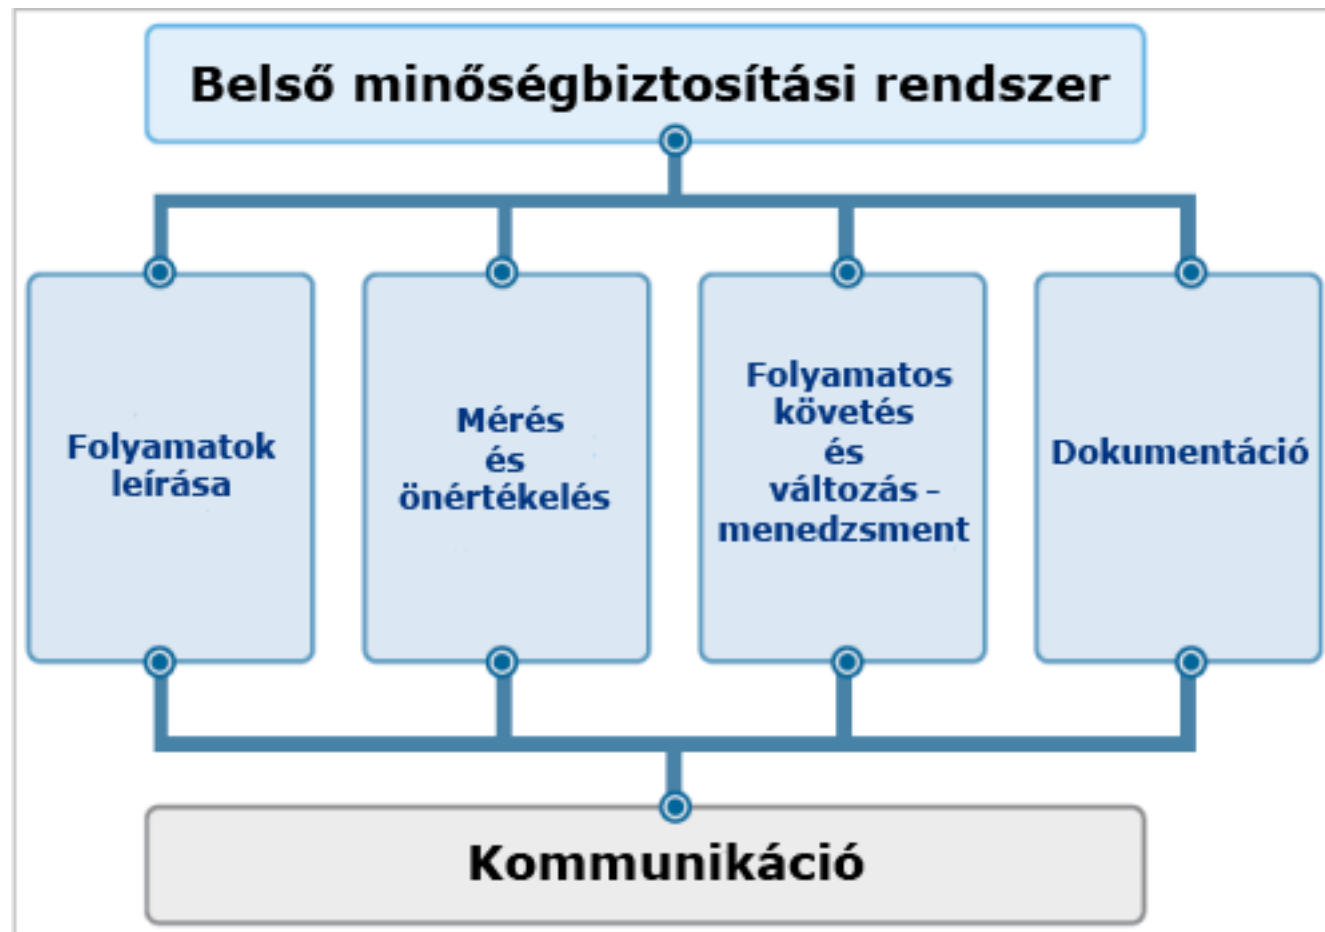 Belső minőségbiztosítási rendszer
Folyamatok
leírása
Mérés
és
önértékelés
Folyamatos
követés
és
változás -
menedzsment
Dokumentáció
Kommunikáció